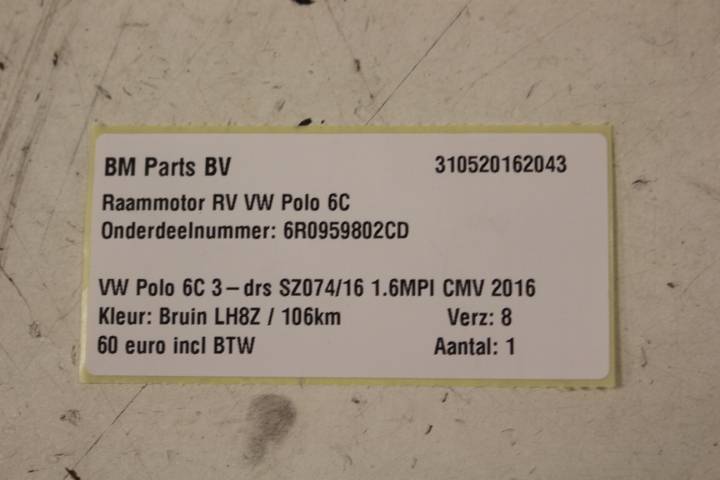 BM Parts BV 310520162043
Raammotor RV VW Polo 6C
Onderdeelnummer: 6R0959802CD
VW Polo 6C 3-drs SZ074/16 1.6MPI CMV 2016
Kleur: Bruin LH8Z / 106km Verz: 8
60 euro incl BTW Aantal: 1